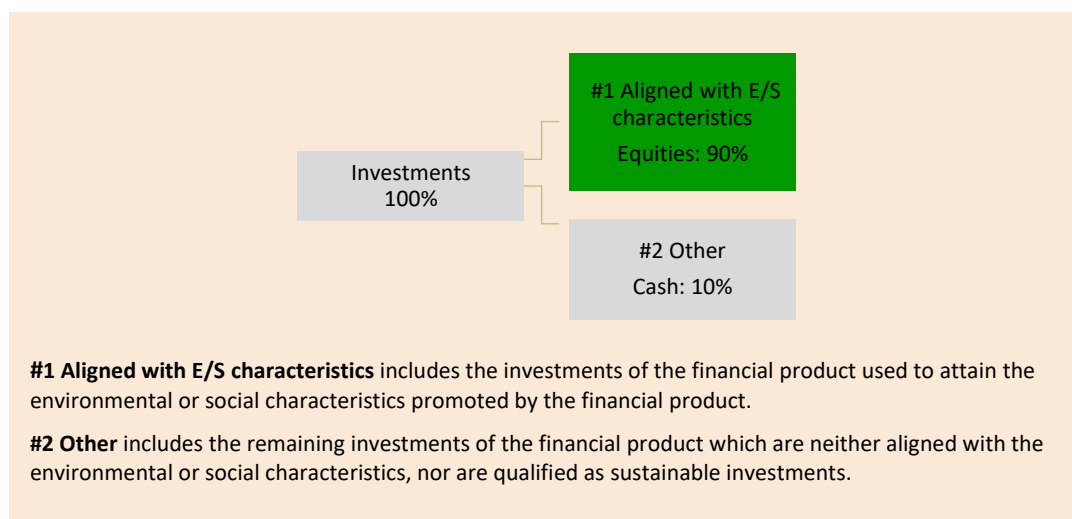 #1 Aligned with E/S
characteristics
Equities: 90%
Investments
100%
#2 Other
Cash: 10%
#1 Aligned with E/S characteristics includes the investments of the financial product used to attain the
environmental or social characteristics promoted by the financial product.
#2 Other includes the remaining investments of the financial product which are neither aligned with the
environmental or social characteristics, nor are qualified as sustainable investments.